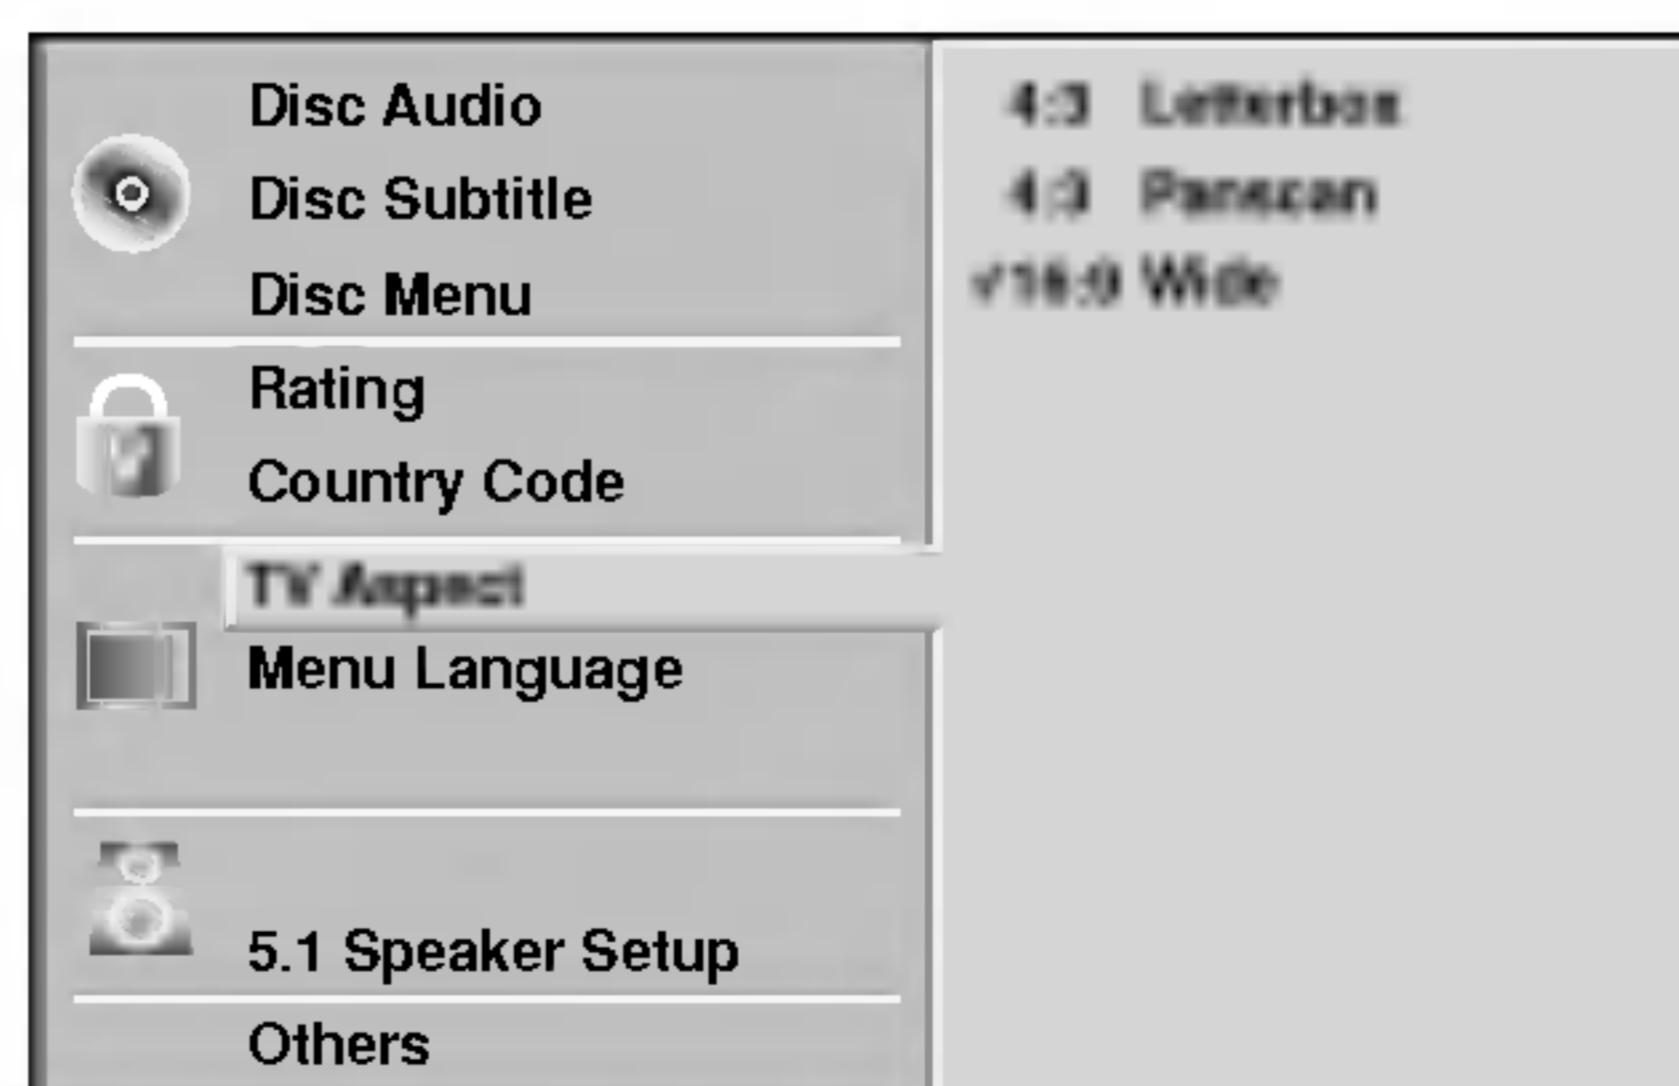 Disc Audio
Disc Subtitle
Disc Menu
Rating
Country Code
TV Aspect
Menu Language
5.1 Speaker Setup
Others
4:3 Letterbox
4:3 Panscan
✓16:9 Wide